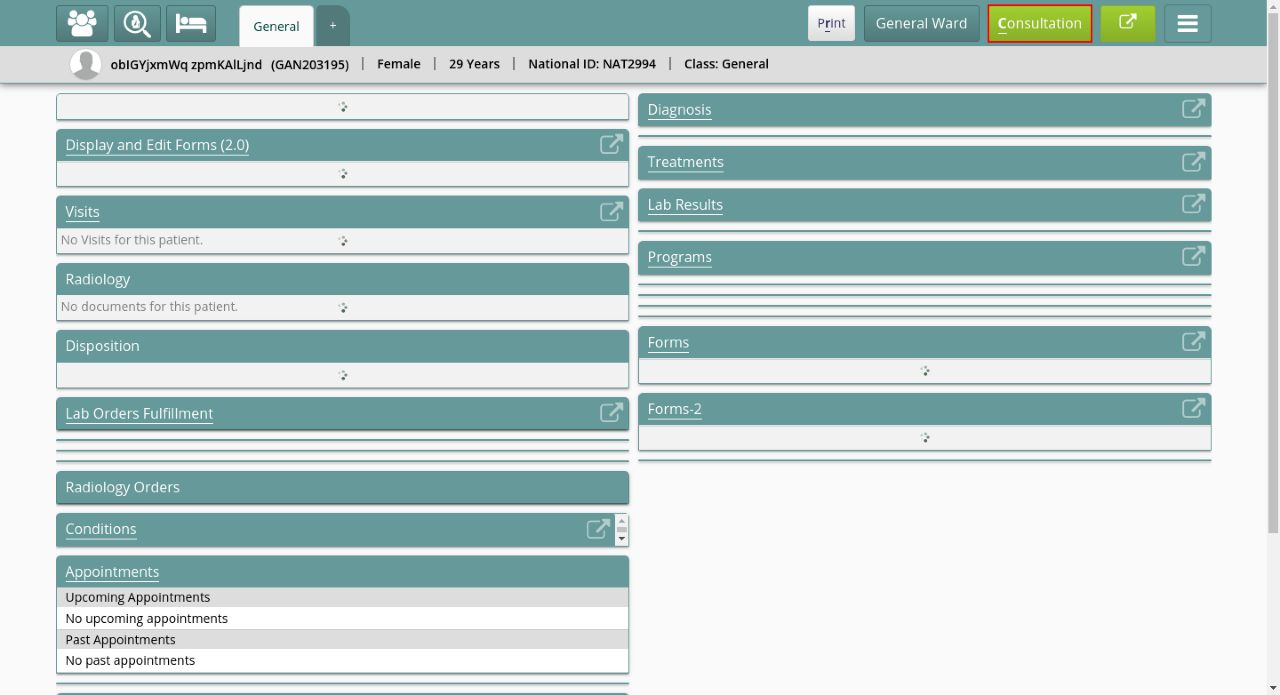 General
+
Print
General Ward
Consultation
obIGYjxmWq zpmKAlLjnd (GAN203195) | Female | 29 Years | National ID: NAT2994 | Class: General
Display and Edit Forms (2.0)
Visits
No Visits for this patient.
Radiology
No documents for this patient.
Disposition
Lab Orders Fulfillment
Radiology Orders
Conditions
Appointments
Upcoming Appointments
No upcoming appointments
Past Appointments
No past appointments
Diagnosis
Treatments
Lab Results
Programs
Forms
Forms-2